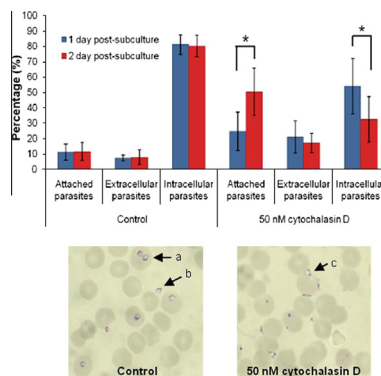 Percentage (%)
100
90
80
70
60
50
40
30
20
10
0
1 day post-subculture
2 day post-subculture
*
*
Attached parasites
Extracellular parasites
Intracellular parasites
Attached parasites
Extracellular parasites
Intracellular parasites
Control
50 nM cytochalasin D
a
b
c
Control
50 nM cytochalasin D